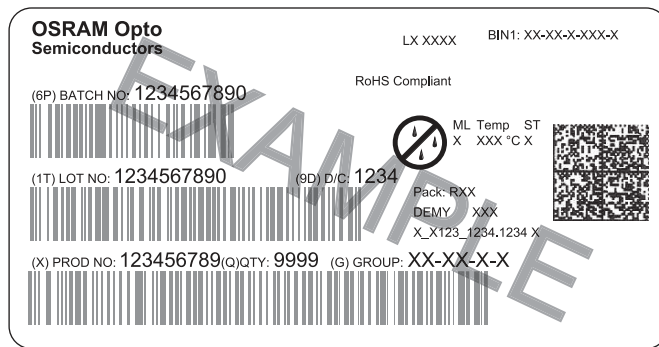 OSRAM Opto
Semiconductors
LX XXXX
BIN1: XX-XX-X-XXX-X
RoHS Compliant
(6P) BATCH NO: 1234567890
ML Temp ST
X XXX °C X
(1T) LOT NO: 1234567890
(9D) D/C: 1234
Pack: RXX
DEMY XXX
X_X123_1234.1234 X
(X) PROD NO: 123456789(Q)QTY: 9999 (G) GROUP: XX-XX-X-X
EXAMPLE